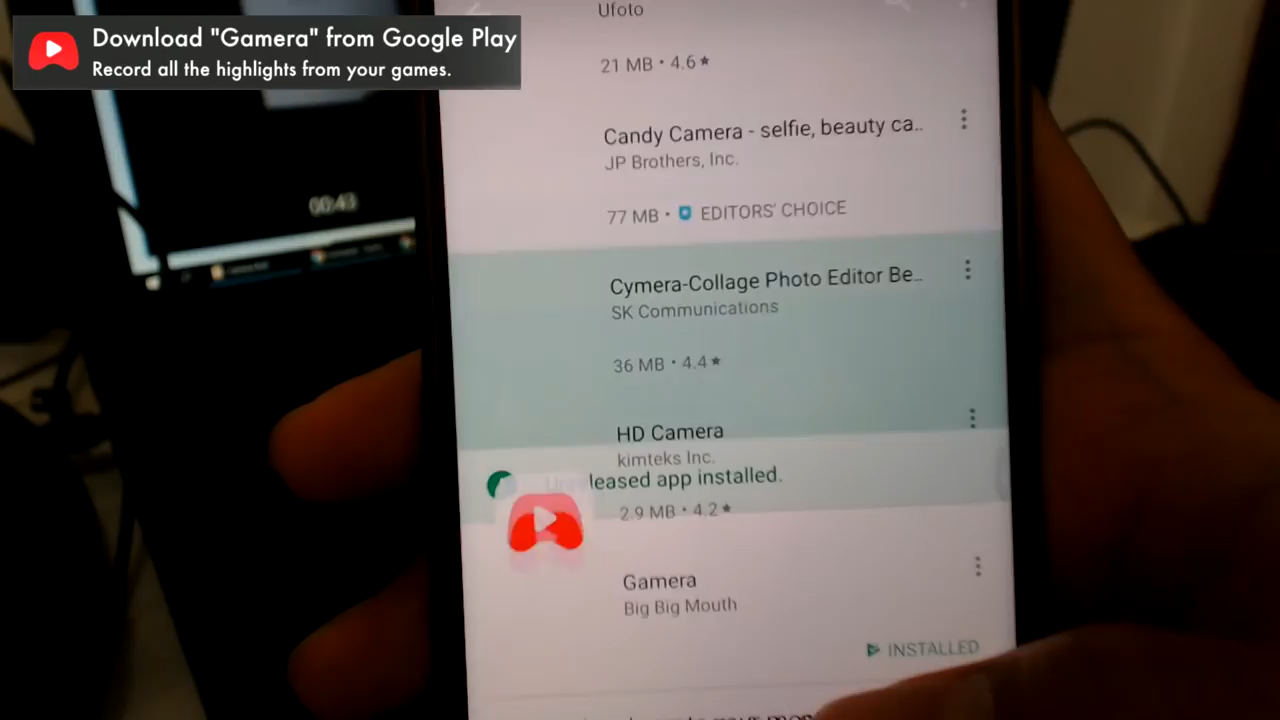 Download "Gamera" from Google Play
Record all the highlights from your games.
Ufoto
21 MB · 4.6★
Candy Camera - selfie, beauty ca..
JP Brothers, Inc.
77 MB · EDITORS' CHOICE
Cymera-Collage Photo Editor Be..
SK Communications
36 MB · 4.4★
HD Camera
kimteks Inc.
leased app installed.
2.9 MB · 4.2★
Gamera
Big Big Mouth
INSTALLED
00:43